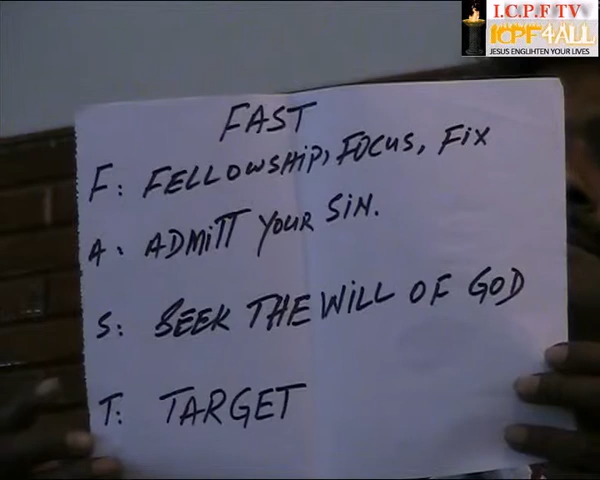 I.C.P.F TV
ICPF4ALL
JESUS ENGLIHTEN YOUR LIVES
FAST
F: FELLOWSHIP, FOCUS, FIX
A: ADMITT YOUR SIN.
S: SEEK THE WILL OF GOD
T: TARGET